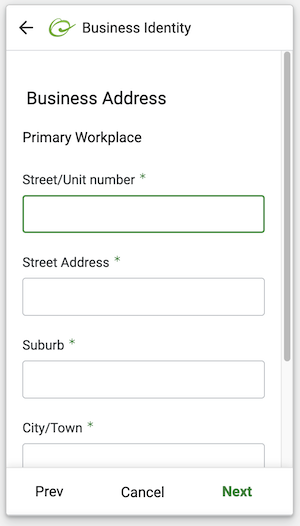 Business Identity
Business Address
Primary Workplace
Street/Unit number *
Street Address *
Suburb *
City/Town *
Prev Cancel Next